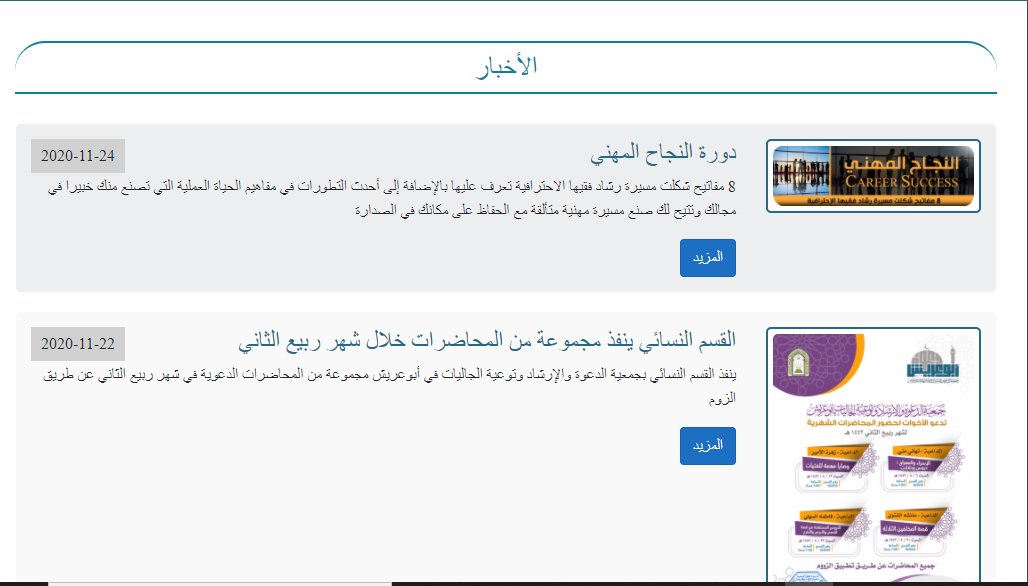 الأخبار
دورة النجاح المهني
2020-11-24
8 مفاتيح شكلت مسيرة رشاد فقيها الاحترافية تعرف عليها بالإضافة إلى أحدث التطورات في مفاهيم الحياة العملية التي تصنع منك خبيرا في
مجالك وتتيح لك صنع مسيرة مهنية متألقة مع الحفاظ على مكانك في الصدارة
المزيد
النجاح المهني
CAREER SUCCESS
8 مفاتيح شكلت مسيرة رشاد فقيها الإحترافية
القسم النسائي ينفذ مجموعة من المحاضرات خلال شهر ربيع الثاني
2020-11-22
ينفذ القسم النسائي بجمعية الدعوة والإرشاد وتوعية الجاليات في أبوعريش مجموعة من المحاضرات الدعوية في شهر ربيع الثاني عن طريق
الزوم
المزيد
أبوعريش
جمعية الدعوة والإرشاد وتوعية الجاليات بأبوعريش
تدعو الأخوات لحضور المحاضرات الشهرية
لشهر ربيع الثاني ١٤٤٢ هـ
جميع المحاضرات عن طريق تطبيق الزووم